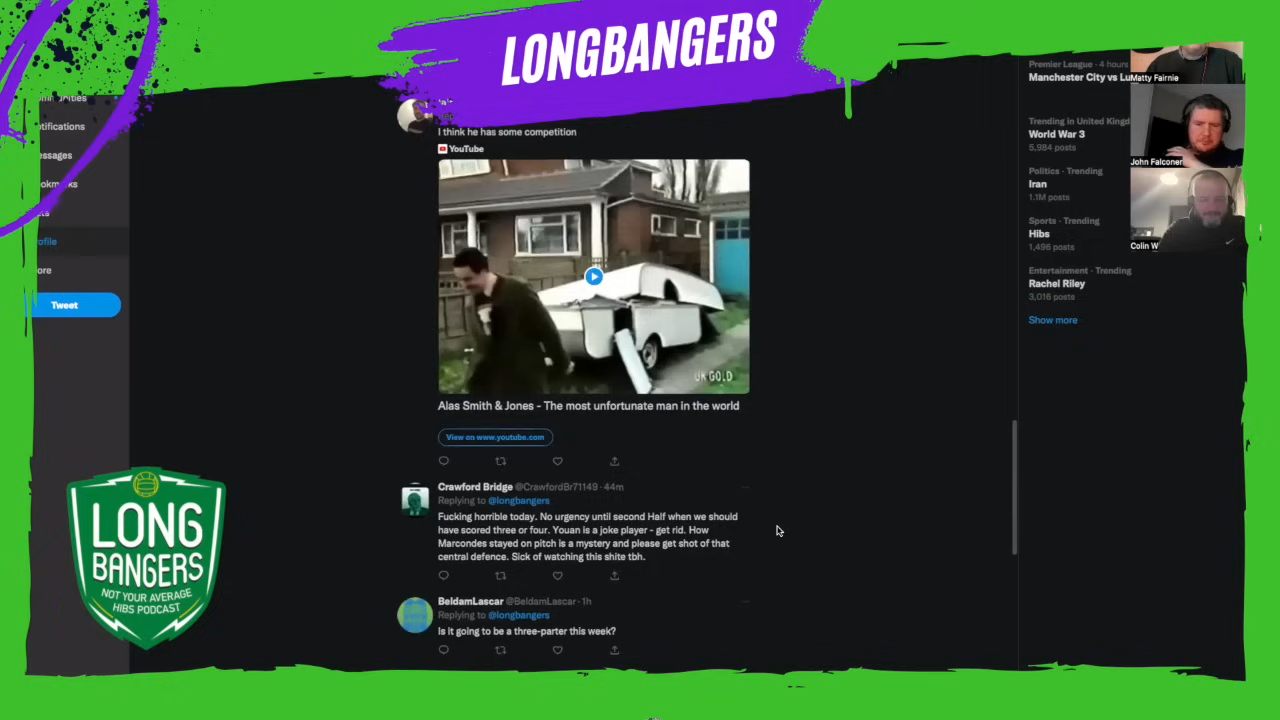 LONGBANGERS
otifications
essages
ookmarks
rofile
ore
Tweet
I think he has some competition
YouTube
UK GOLD
Alas Smith & Jones - The most unfortunate man in the world
View on www.youtube.com
Crawford Bridge @CrawfordBr71149 · 44m
Replying to @longbangers
Fucking horrible today. No urgency until second Half when we should
have scored three or four. Youan is a joke player - get rid. How
Marcondes stayed on pitch is a mystery and please get shot of that
central defence. Sick of watching this shite tbh.
BeldamLascar @BeldamLascar · 1h
Replying to @longbangers
Is it going to be a three-parter this week?
Premier League · 4 hours
Manchester City vs Lu
Trending in United Kingd
World War 3
5,984 posts
Politics · Trending
Iran
1.1M posts
Sports · Trending
Hibs
1,496 posts
Entertainment · Trending
Rachel Riley
3,016 posts
Show more
Matty Fairnie
John Falconer
Colin W
LONG
BANGERS
NOT YOUR AVERAGE
HIBS PODCAST